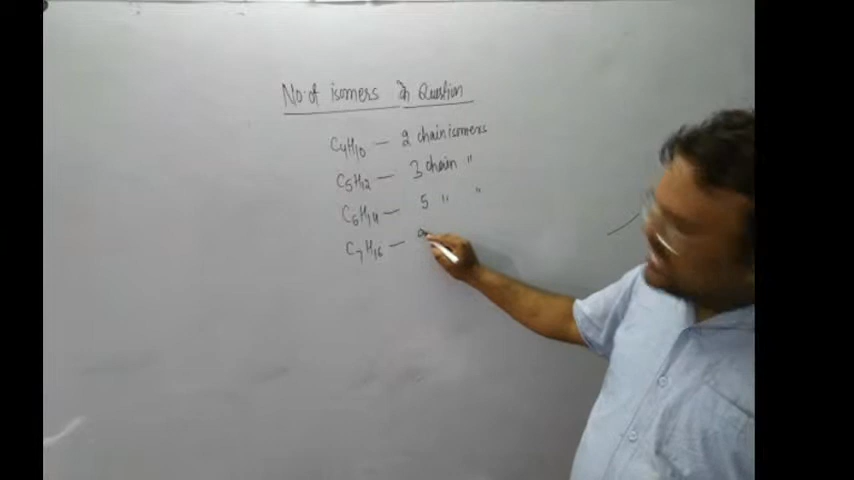 No. of isomers in Question
C4H10 — 2 chain isomers
C5H12 — 3 chain "
C6H14 — 5 " "
C7H16 —